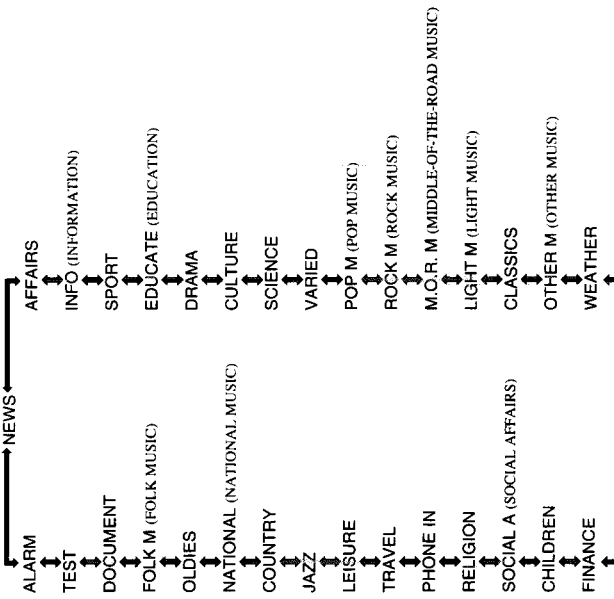 NEWS
ALARM
TEST
DOCUMENT
FOLK M (FOLK MUSIC)
OLDIES
NATIONAL (NATIONAL MUSIC)
COUNTRY
JAZZ
LEISURE
TRAVEL
PHONE IN
RELIGION
SOCIAL A (SOCIAL AFFAIRS)
CHILDREN
FINANCE
AFFAIRS
INFO (INFORMATION)
SPORT
EDUCATE (EDUCATION)
DRAMA
CULTURE
SCIENCE
VARIED
POP M (POP MUSIC)
ROCK M (ROCK MUSIC)
M.O.R. M (MIDDLE-OF-THE-ROAD MUSIC)
LIGHT M (LIGHT MUSIC)
CLASSICS
OTHER M (OTHER MUSIC)
WEATHER